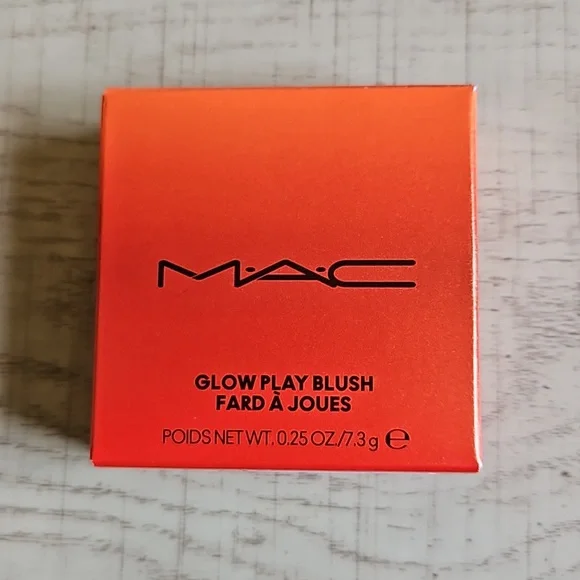 M·A·C
GLOW PLAY BLUSH
FARD À JOUES
POIDS NET WT. 0.25 OZ./7.3 g ℮